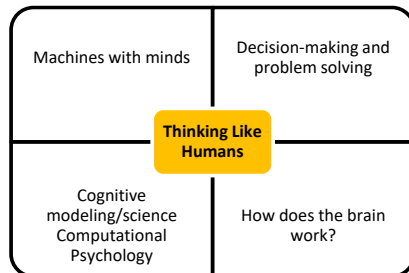 Machines with minds
Decision-making and
problem solving
Thinking Like
Humans
Cognitive
modeling/science
Computational
Psychology
How does the brain
work?